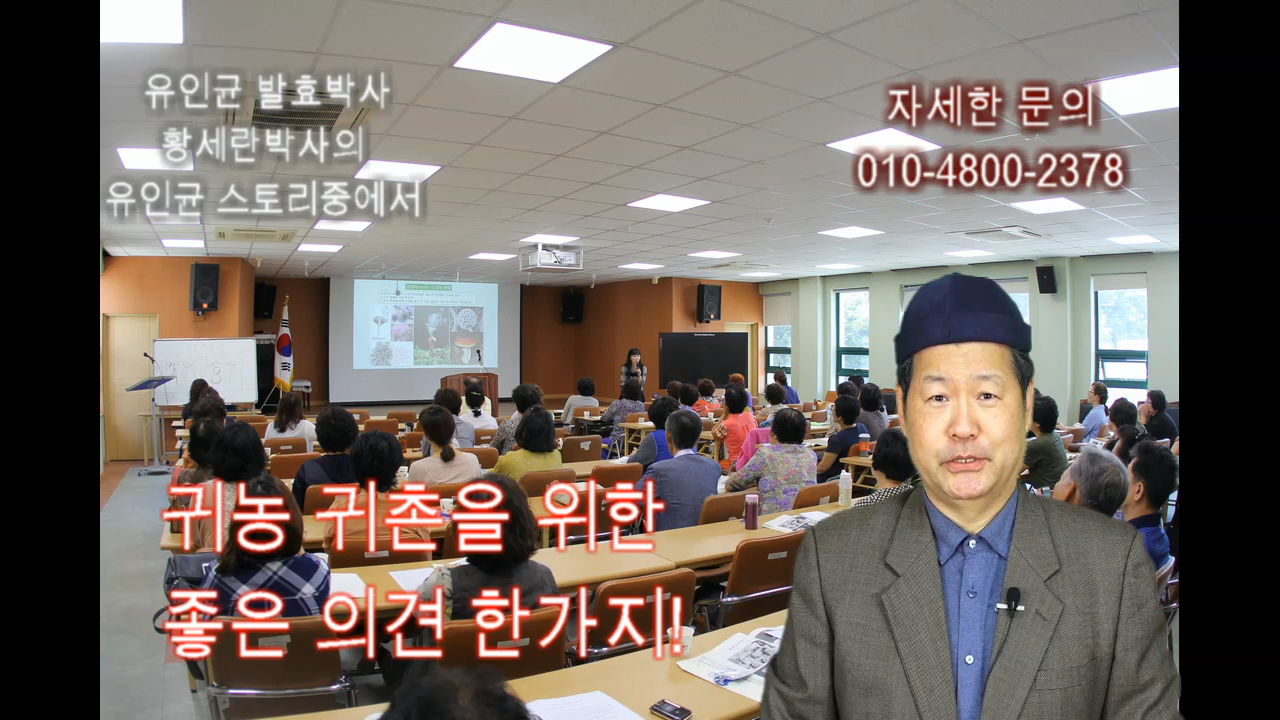 유인균 발효박사
황세란박사의
유인균 스토리중에서
자세한 문의
010-4800-2378
귀농 귀촌을 위한
좋은 의견 한가지!